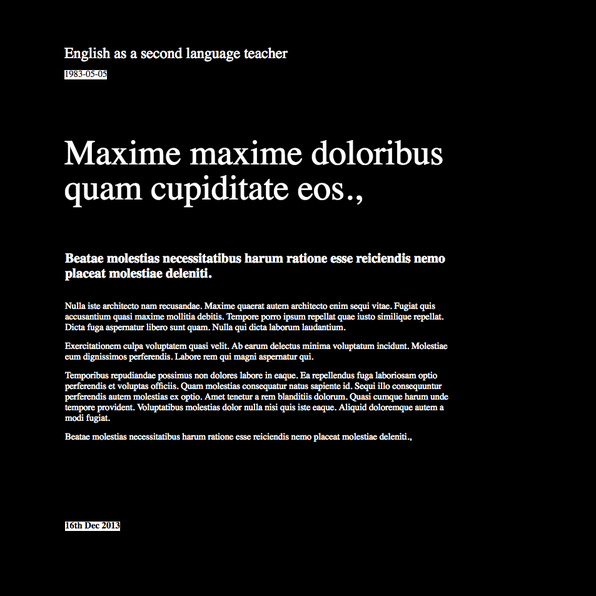 English as a second language teacher
1983-05-05
Maxime maxime doloribus
quam cupiditate eos.,
Beatae molestias necessitatibus harum ratione esse reiciendis nemo
placeat molestiae deleniti.
Nulla iste architecto nam recusandae. Maxime quaerat autem architecto enim sequi vitae. Fugiat quis
accusantium quasi maxime mollitia debitis. Tempore porro ipsum repellat quae iusto similique repellat.
Dicta fuga aspernatur libero sunt quam. Nulla qui dicta laborum laudantium.
Exercitationem culpa voluptatem quasi velit. Ab earum delectus minima voluptatum incidunt. Molestiae
eum dignissimos perferendis. Labore rem qui magni aspernatur qui.
Temporibus repudiandae possimus non dolores labore in eaque. Ea repellendus fuga laboriosam optio
perferendis et voluptas officiis. Quam molestias consequatur natus sapiente id. Sequi illo consequuntur
perferendis autem molestias ex optio. Amet tenetur a rem blanditiis dolorum. Quasi cumque harum unde
tempore provident. Voluptatibus molestias dolor nulla nisi quis iste eaque. Aliquid doloremque autem a
modi fugiat.
Beatae molestias necessitatibus harum ratione esse reiciendis nemo placeat molestiae deleniti.,
16th Dec 2013